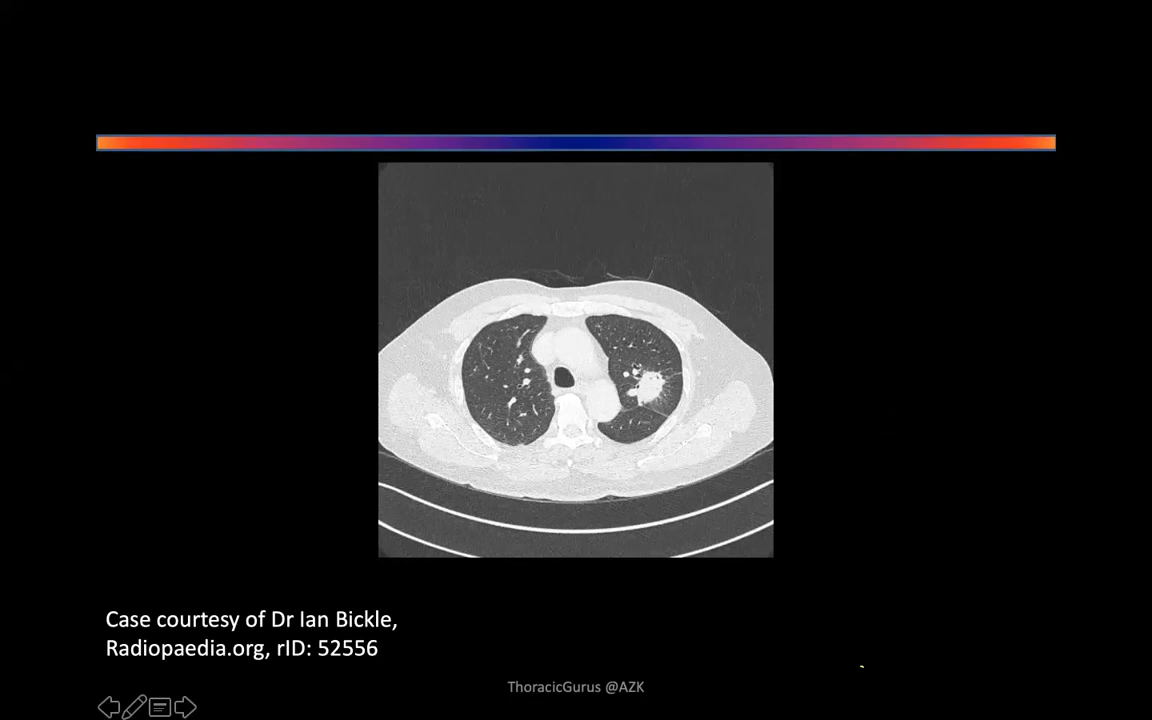 Case courtesy of Dr Ian Bickle,
Radiopaedia.org, rID: 52556
ThoracicGurus @AZK